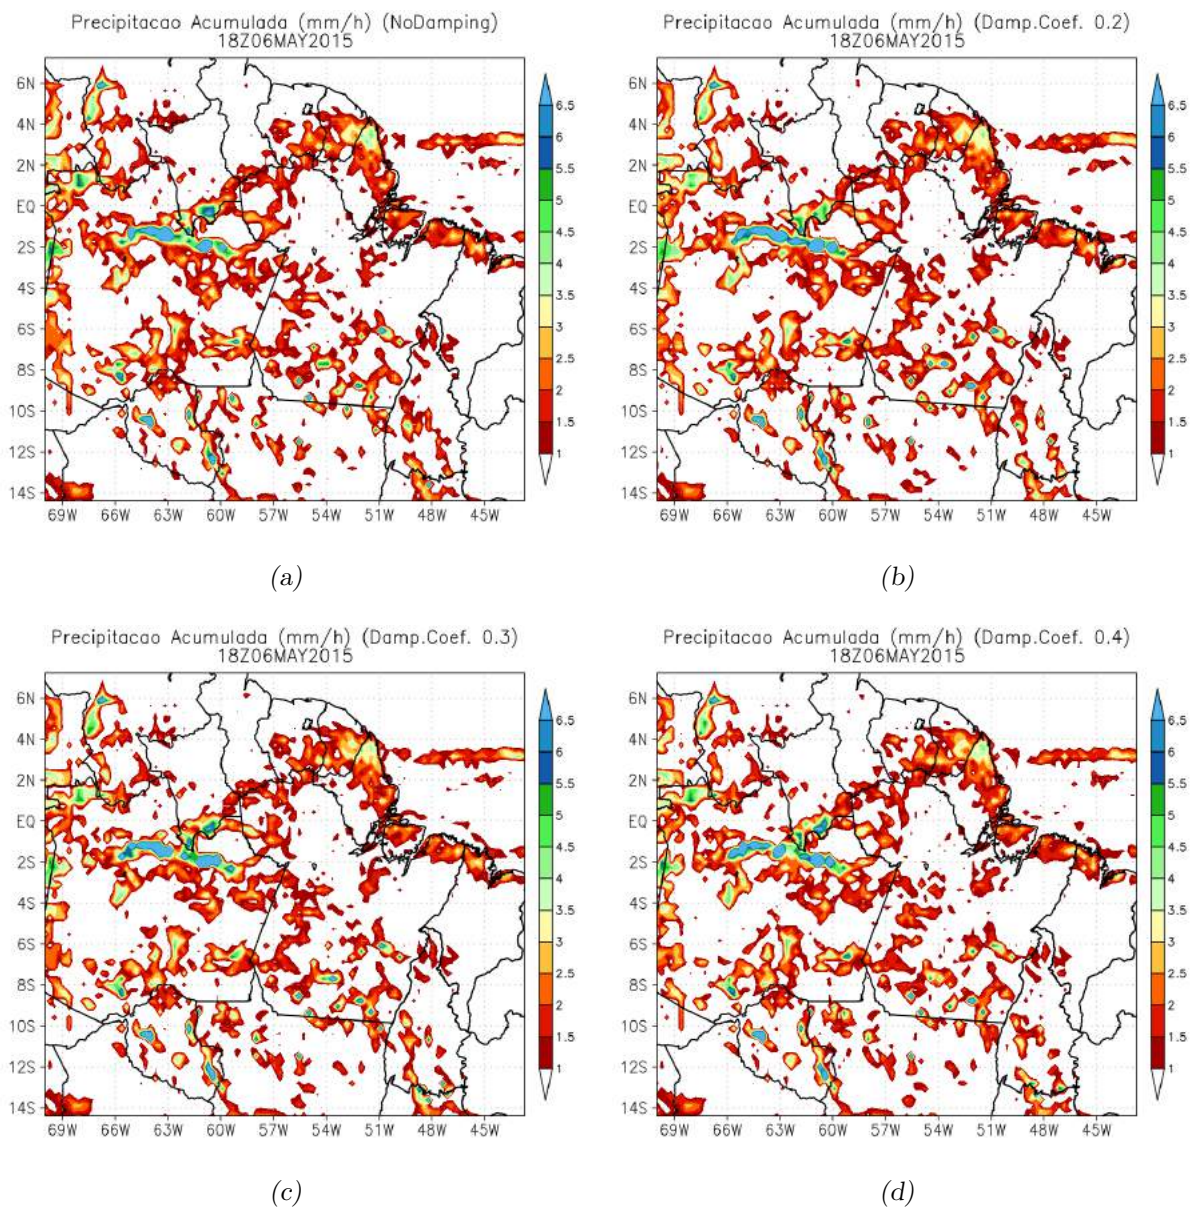 Precipitacao Acumulada (mm/h) (NoDamping)
18Z06MAY2015
6N
4N
2N
EQ
2S
4S
6S
8S
10S
12S
14S
69W 66W 63W 60W 57W 54W 51W 48W 45W
6.5
6
5.5
5
4.5
4
3.5
3
2.5
2
1.5
1
(a)
Precipitacao Acumulada (mm/h) (Damp.Coef. 0.2)
18Z06MAY2015
6N
4N
2N
EQ
2S
4S
6S
8S
10S
12S
14S
69W 66W 63W 60W 57W 54W 51W 48W 45W
6.5
6
5.5
5
4.5
4
3.5
3
2.5
2
1.5
1
(b)
Precipitacao Acumulada (mm/h) (Damp.Coef. 0.3)
18Z06MAY2015
6N
4N
2N
EQ
2S
4S
6S
8S
10S
12S
14S
69W 66W 63W 60W 57W 54W 51W 48W 45W
6.5
6
5.5
5
4.5
4
3.5
3
2.5
2
1.5
1
(c)
Precipitacao Acumulada (mm/h) (Damp.Coef. 0.4)
18Z06MAY2015
6N
4N
2N
EQ
2S
4S
6S
8S
10S
12S
14S
69W 66W 63W 60W 57W 54W 51W 48W 45W
6.5
6
5.5
5
4.5
4
3.5
3
2.5
2
1.5
1
(d)